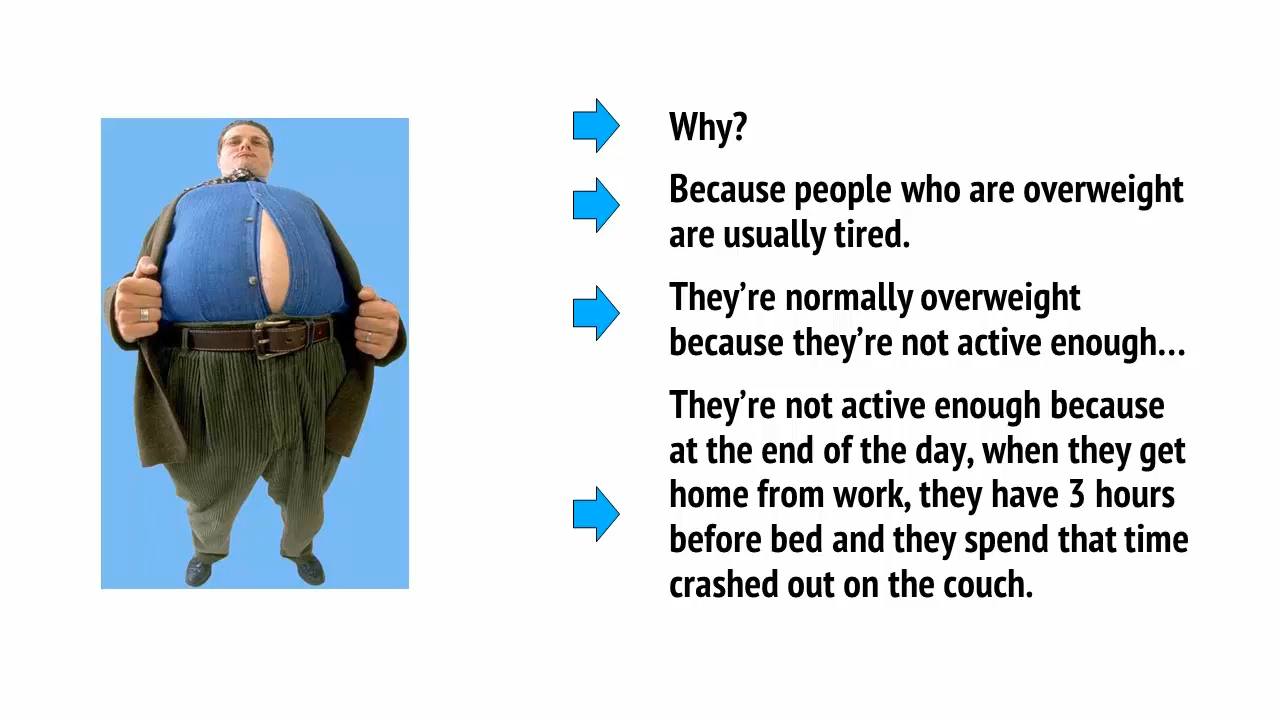 Why?
Because people who are overweight
are usually tired.
They’re normally overweight
because they’re not active enough…
They’re not active enough because
at the end of the day, when they get
home from work, they have 3 hours
before bed and they spend that time
crashed out on the couch.